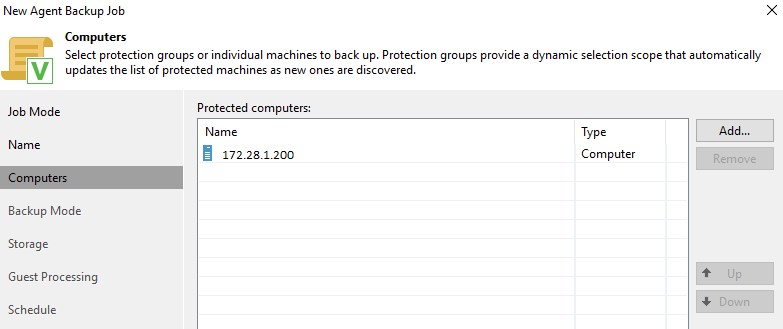 New Agent Backup Job
Computers
Select protection groups or individual machines to back up. Protection groups provide a dynamic selection scope that automatically
updates the list of protected machines as new ones are discovered.
Job Mode
Name
Computers
Backup Mode
Storage
Guest Processing
Schedule
Protected computers:
Name Type
172.28.1.200 Computer
Add...
Remove
Up
Down